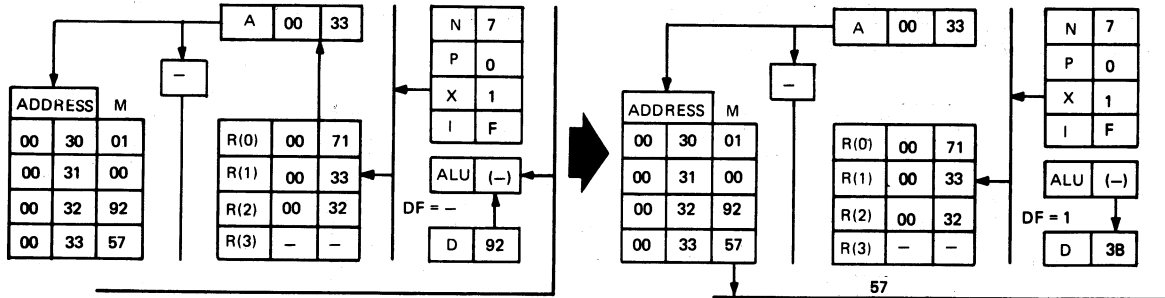 A 00 33
–
ADDRESS M
00 30 01
00 31 00
00 32 92
00 33 57
R(0) 00 71
R(1) 00 33
R(2) 00 32
R(3) – –
N 7
P 0
X 1
I F
ALU (–)
DF = –
D 92
A 00 33
–
ADDRESS M
00 30 01
00 31 00
00 32 92
00 33 57
R(0) 00 71
R(1) 00 33
R(2) 00 32
R(3) – –
N 7
P 0
X 1
I F
ALU (–)
DF = 1
D 3B
57